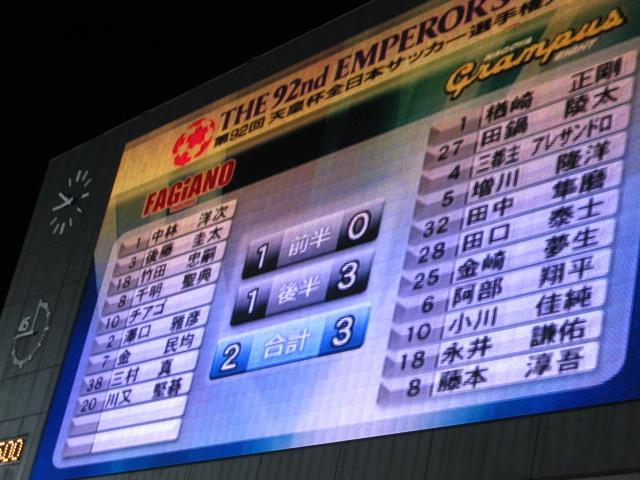 THE 92nd EMPEROR'S
第92回 天皇杯全日本サッカー選手権大
FAGiANO
NAGOYA
Grampus
EIGHT
1 中林 洋次
3 後藤 圭太
18 竹田 忠嗣
8 千明 聖典
10 チアゴ
2 澤口 雅彦
7 金 民均
38 三村 真
20 川又 堅碁
1 前半 0
1 後半 3
2 合計 3
1 楢崎 正剛
27 田鍋 陵太
4 三都主 アレサンドロ
5 増川 隆洋
32 田中 隼磨
28 田口 泰士
25 金崎 夢生
6 阿部 翔平
10 小川 佳純
18 永井 謙佑
8 藤本 淳吾
45